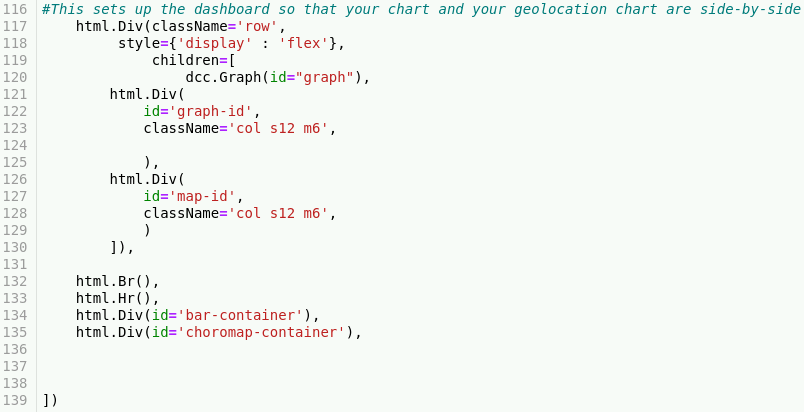 116 #This sets up the dashboard so that your chart and your geolocation chart are side-by-side
117     html.Div(className='row',
118          style={'display' : 'flex'},
119              children=[
120                  dcc.Graph(id="graph"),
121         html.Div(
122             id='graph-id',
123             className='col s12 m6',
124
125             ),
126         html.Div(
127             id='map-id',
128             className='col s12 m6',
129             )
130         ]),
131
132     html.Br(),
133     html.Hr(),
134     html.Div(id='bar-container'),
135     html.Div(id='choromap-container'),
136
137
138
139 ])